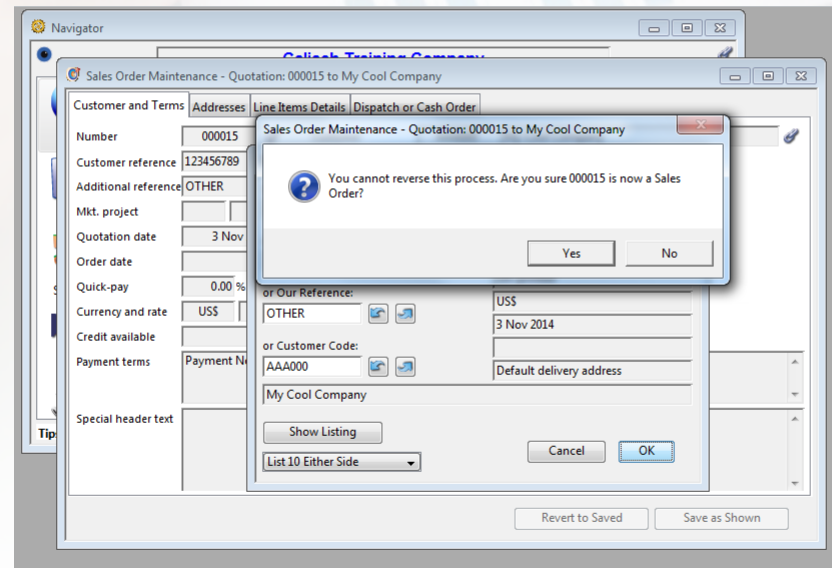 Navigator
Caliach Training Company
Sales Order Maintenance - Quotation: 000015 to My Cool Company
Customer and Terms Addresses Line Items Details Dispatch or Cash Order
Sales Order Maintenance - Quotation: 000015 to My Cool Company
Number 000015
Customer reference 123456789
Additional reference OTHER
Mkt. project
Quotation date 3 Nov
Order date
Quick-pay 0.00 %
Currency and rate US$
Credit available
Payment terms Payment
Special header text
You cannot reverse this process. Are you sure 000015 is now a Sales
Order?
Yes No
or Our Reference:
US$
OTHER
3 Nov 2014
or Customer Code:
AAA000
Default delivery address
My Cool Company
Show Listing
Cancel OK
List 10 Either Side
Tip
Revert to Saved Save as Shown